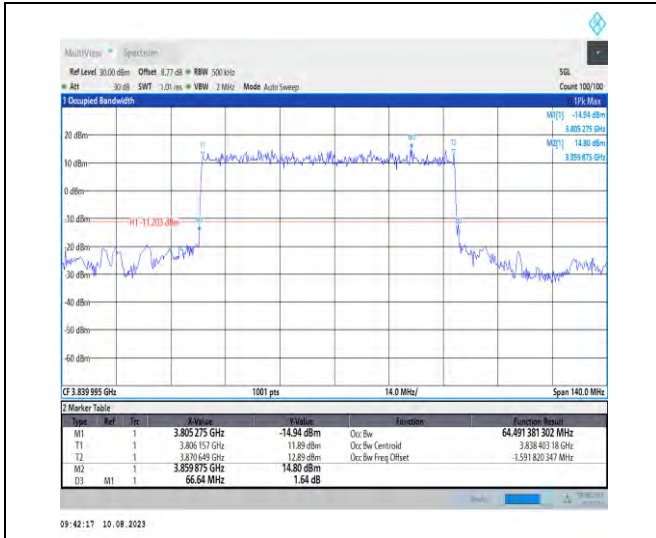 MultiView Spectrum
Ref Level 30.00 dBm Offset 8.77 dB RBW 500 kHz SGL
Att 30 dB SWT 1.01 ms VBW 2 MHz Mode Auto Sweep Count 100/100
1 Occupied Bandwidth 1Pk Max
M1[1] -14.94 dBm
3.805 275 GHz
M2[1] 14.80 dBm
3.859 875 GHz
20 dBm
T1 M2 T2
10 dBm
0 dBm
-10 dBm
H1 -11.203 dBm
-20 dBm
-30 dBm
-40 dBm
-50 dBm
-60 dBm
CF 3.839 995 GHz 1001 pts 14.0 MHz/ Span 140.0 MHz
2 Marker Table
Type Ref Trc X-Value Y-Value Function Function Result
M1 1 3.805 275 GHz -14.94 dBm Occ Bw 64.491 381 302 MHz
T1 1 3.806 157 GHz 11.89 dBm Occ Bw Centroid 3.838 403 18 GHz
T2 1 3.870 649 GHz 12.89 dBm Occ Bw Freq Offset -1.591 820 347 MHz
M2 1 3.859 875 GHz 14.80 dBm
D3 M1 1 66.64 MHz 1.64 dB
09:42:17 10.08.2023